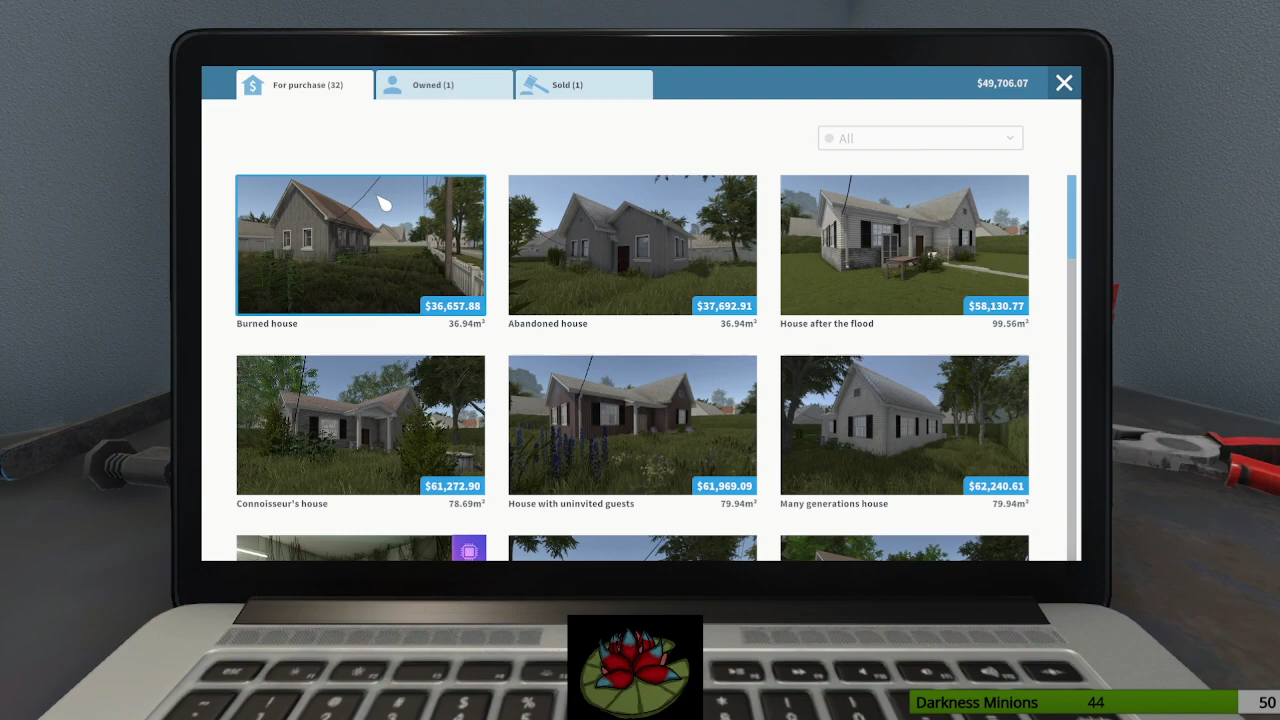 For purchase (32)
Owned (1)
Sold (1)
$49,706.07
All
$36,657.88
Burned house
36.94m²
$37,692.91
Abandoned house
36.94m²
$58,130.77
House after the flood
99.56m²
$61,272.90
Connoisseur's house
78.69m²
$61,969.09
House with uninvited guests
79.94m²
$62,240.61
Many generations house
79.94m²
esc
$
%
Darkness Minions 44 50